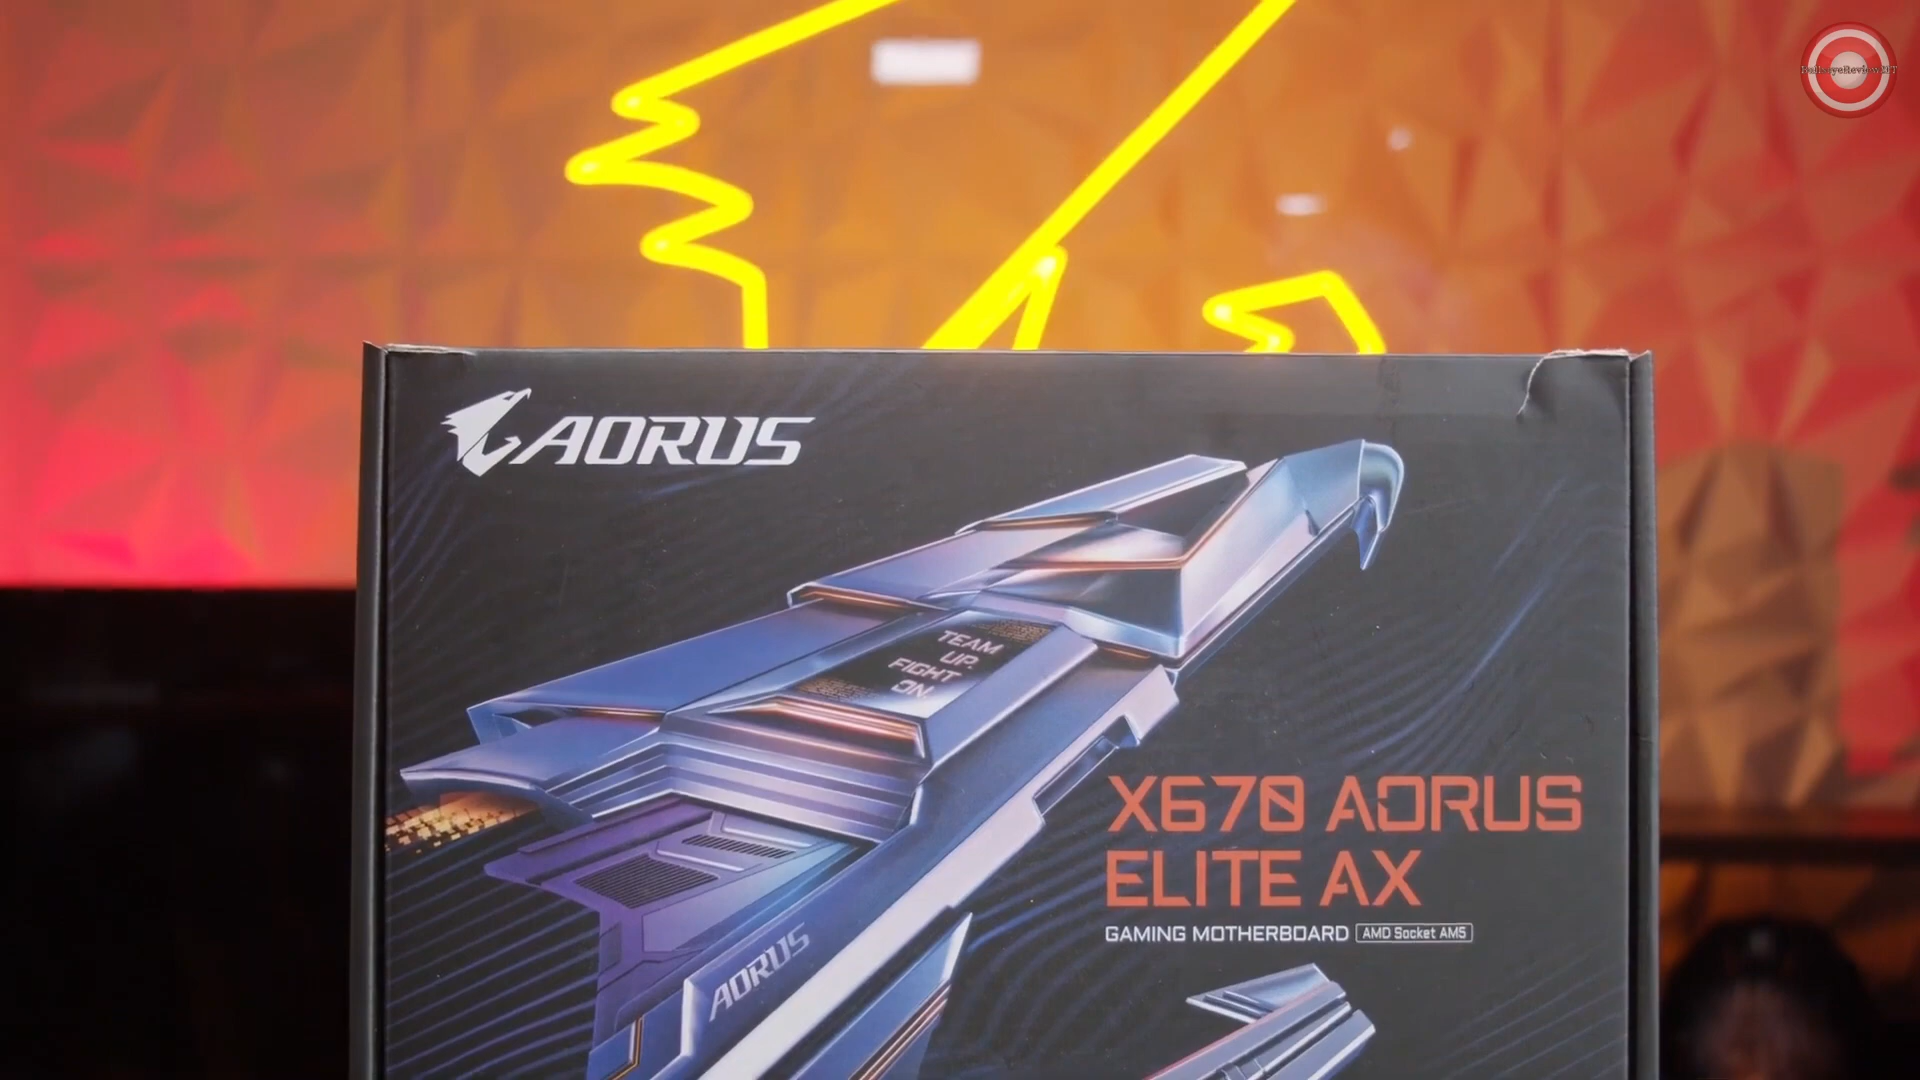 AORUS
TEAM
UP.
FIGHT
ON.
X670 AORUS
ELITE AX
GAMING MOTHERBOARD AMD Socket AM5
AORUS